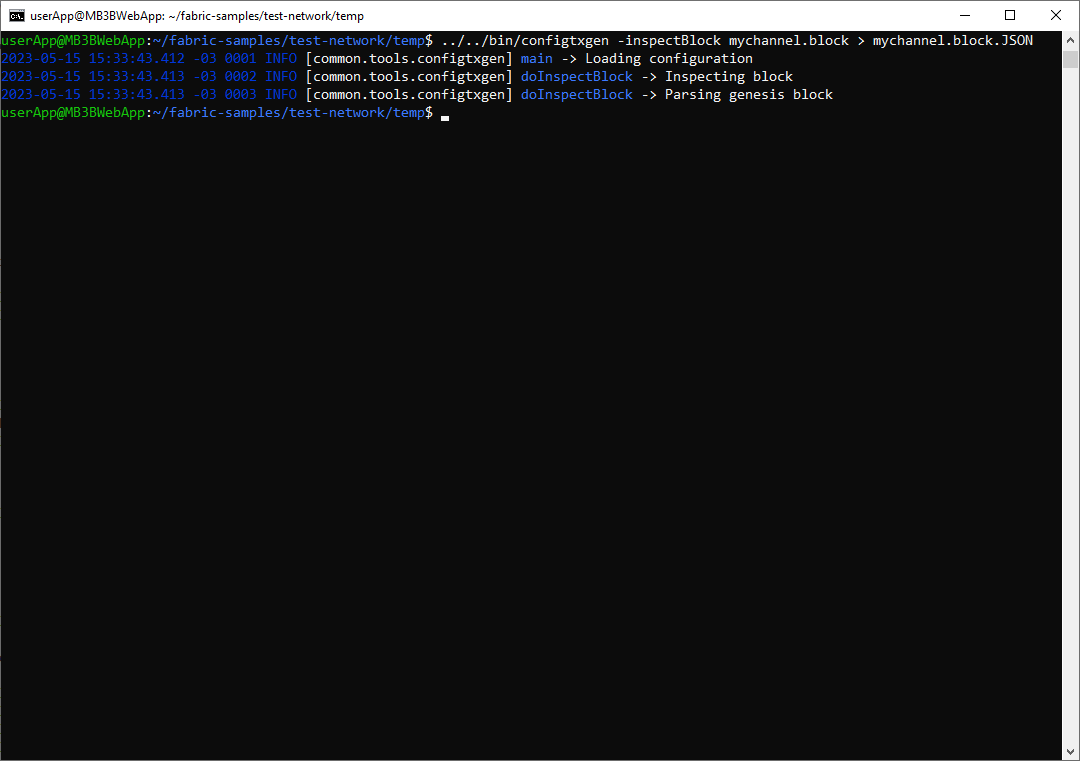 userApp@MB3BWebApp: ~/fabric-samples/test-network/temp
userApp@MB3BWebApp:~/fabric-samples/test-network/temp$ ../../bin/configtxgen -inspectBlock mychannel.block > mychannel.block.JSON
2023-05-15 15:33:43.412 -03 0001 INFO [common.tools.configtxgen] main -> Loading configuration
2023-05-15 15:33:43.413 -03 0002 INFO [common.tools.configtxgen] doInspectBlock -> Inspecting block
2023-05-15 15:33:43.413 -03 0003 INFO [common.tools.configtxgen] doInspectBlock -> Parsing genesis block
userApp@MB3BWebApp:~/fabric-samples/test-network/temp$